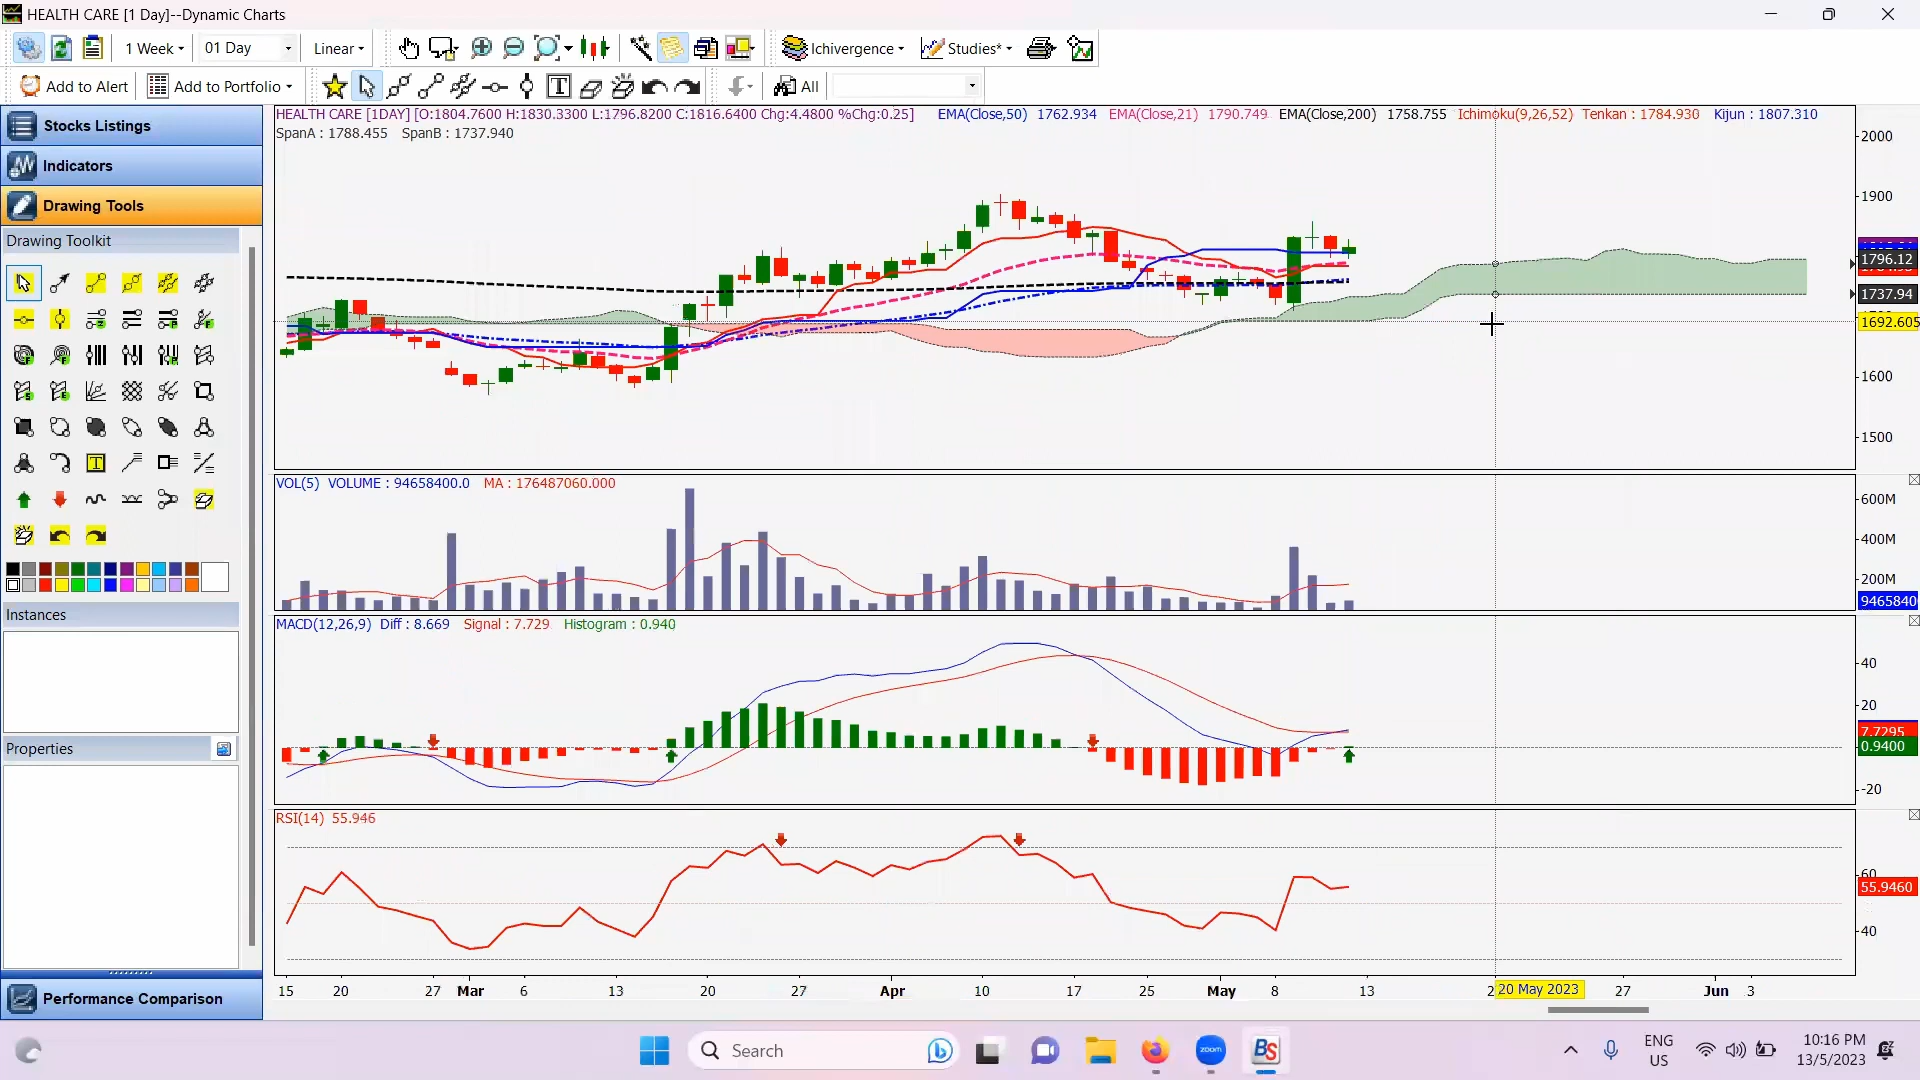 HEALTH CARE [1 Day]--Dynamic Charts
1 Week
01 Day
Linear
Ichivergence
Studies*
Add to Alert
Add to Portfolio
All
Stocks Listings
Indicators
Drawing Tools
Drawing Toolkit
Instances
Properties
Performance Comparison
HEALTH CARE [1DAY] [O:1804.7600 H:1830.3300 L:1796.8200 C:1816.6400 Chg:4.4800 %Chg:0.25] EMA(Close,50) 1762.934 EMA(Close,21) 1790.749 EMA(Close,200) 1758.755 Ichimoku(9,26,52) Tenkan : 1784.930 Kijun : 1807.310
SpanA : 1788.455 SpanB : 1737.940
2000
1900
1796.12
1737.94
1692.605
1600
1500
VOL(5) VOLUME : 94658400.0 MA : 176487060.000
600M
400M
200M
9465840
MACD(12,26,9) Diff : 8.669 Signal : 7.729 Histogram : 0.940
40
20
7.7295
0.9400
-20
RSI(14) 55.946
60
55.9460
40
15 20 27 Mar 6 13 20 27 Apr 10 17 25 May 8 13 2 20 May 2023 27 Jun 3
Search
zoom
BS
ENG
US
10:16 PM
13/5/2023